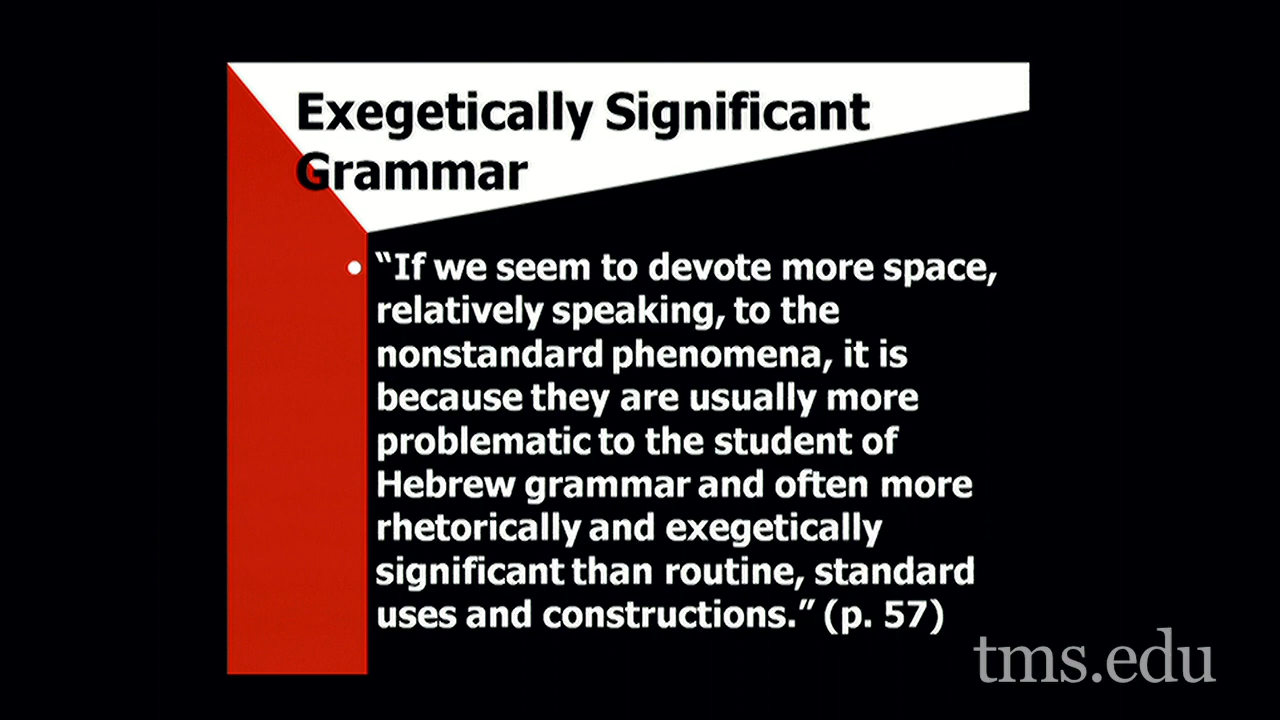 Exegetically Significant
Grammar
• “If we seem to devote more space,
relatively speaking, to the
nonstandard phenomena, it is
because they are usually more
problematic to the student of
Hebrew grammar and often more
rhetorically and exegetically
significant than routine, standard
uses and constructions.” (p. 57)
tms.edu